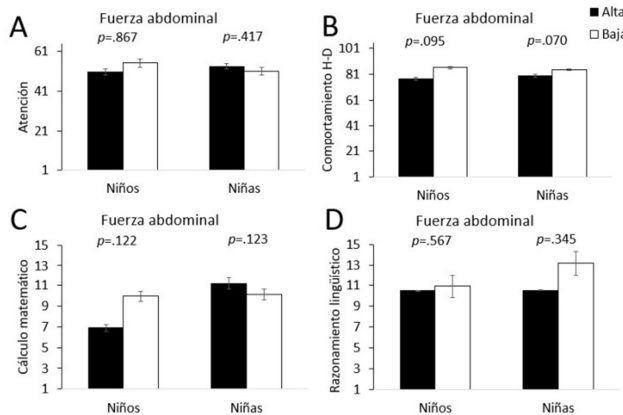 A
Fuerza abdominal
p=.867
p=.417
Atención
61
41
21
1
Niños
Niñas
B
Fuerza abdominal
p=.095
p=.070
Comportamiento H-D
101
81
61
41
21
1
Niños
Niñas
Alta
Baja
C
Fuerza abdominal
p=.122
p=.123
Cálculo matemático
15
13
11
9
7
5
3
1
Niños
Niñas
D
Fuerza abdominal
p=.567
p=.345
Razonamiento lingüístico
15
13
11
9
7
5
3
1
Niños
Niñas